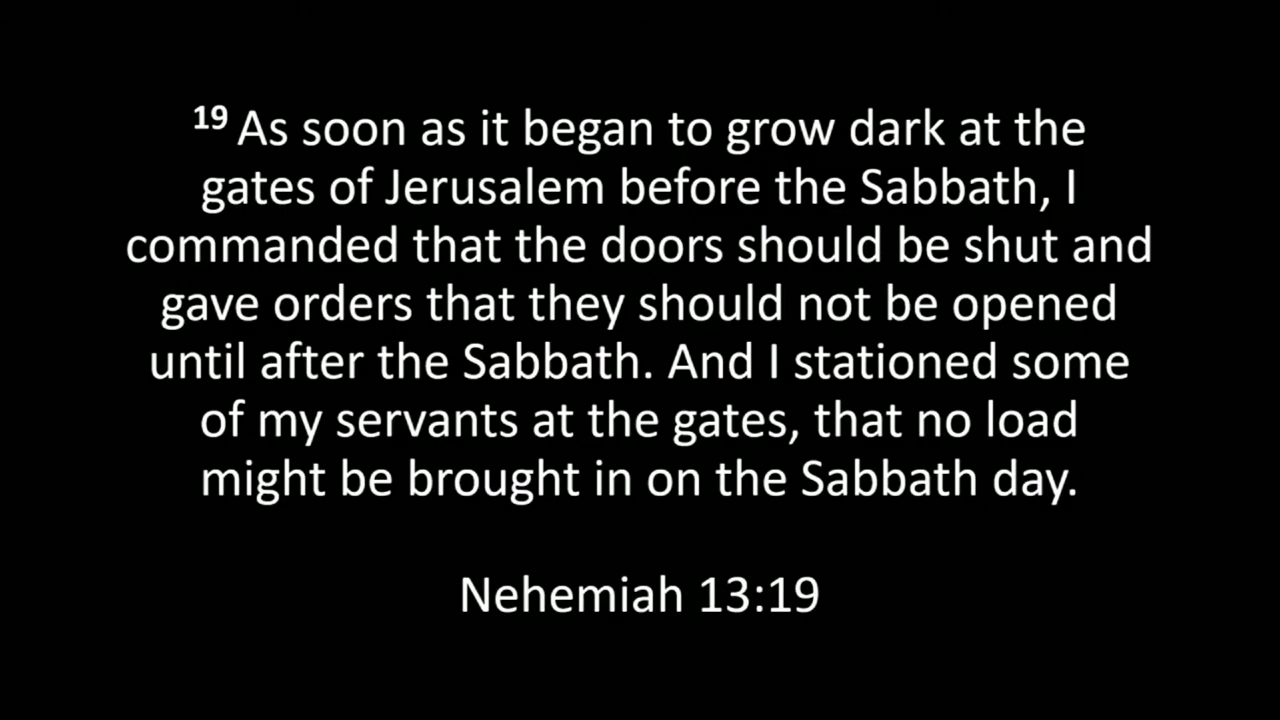 19 As soon as it began to grow dark at the
gates of Jerusalem before the Sabbath, I
commanded that the doors should be shut and
gave orders that they should not be opened
until after the Sabbath. And I stationed some
of my servants at the gates, that no load
might be brought in on the Sabbath day.
Nehemiah 13:19